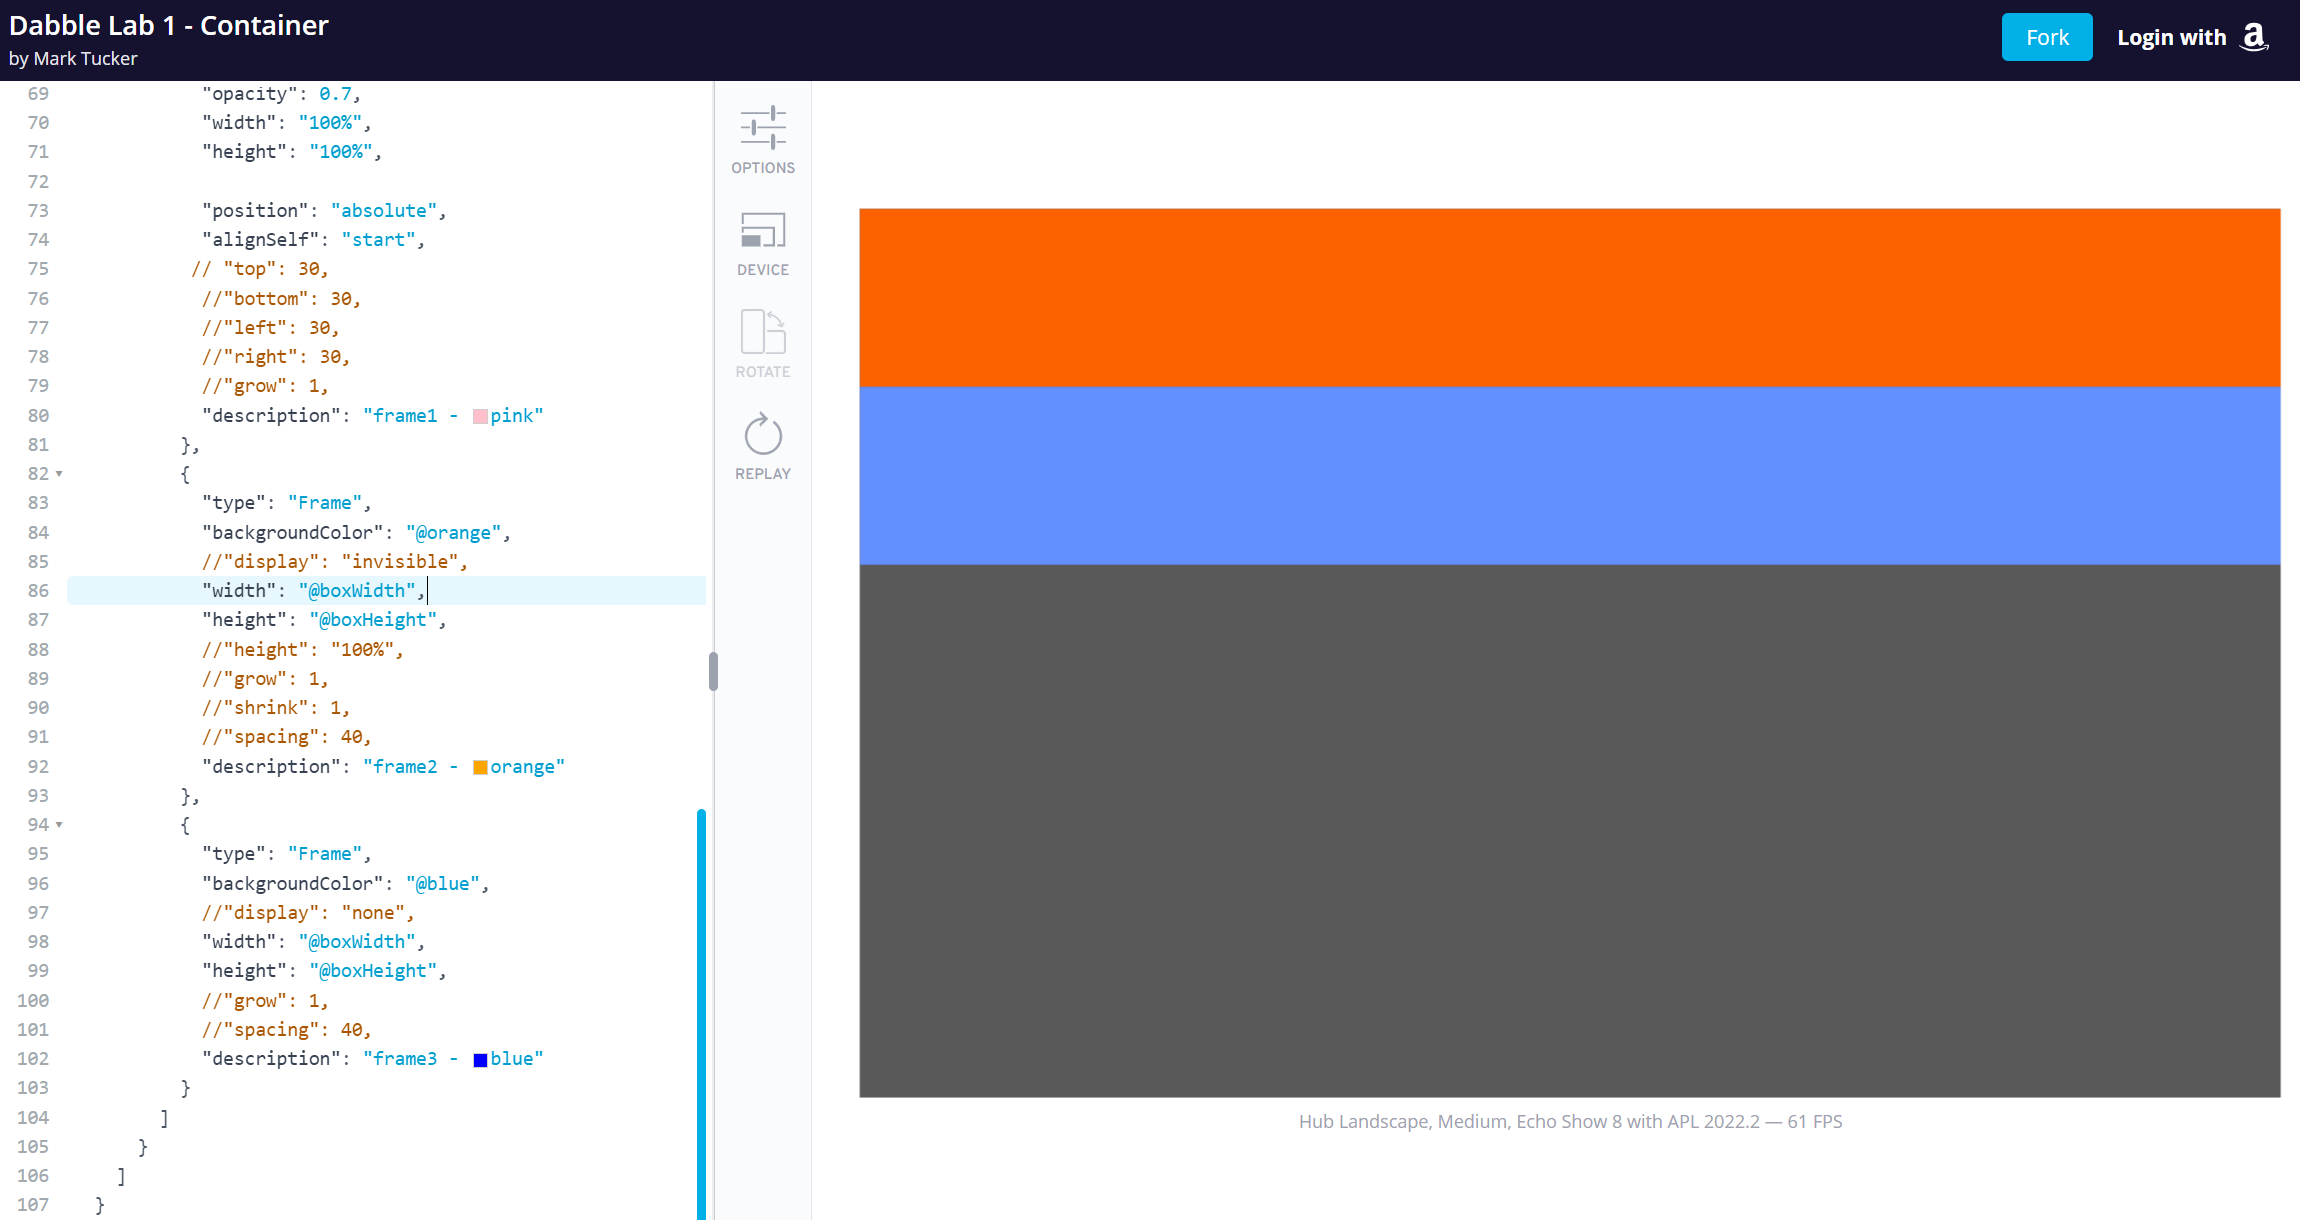 Dabble Lab 1 - Container
by Mark Tucker
Fork
Login with
69 "opacity": 0.7,
70 "width": "100%",
71 "height": "100%",
72
73 "position": "absolute",
74 "alignSelf": "start",
75 // "top": 30,
76 //"bottom": 30,
77 //"left": 30,
78 //"right": 30,
79 //"grow": 1,
80 "description": "frame1 - pink"
81 },
82 {
83 "type": "Frame",
84 "backgroundColor": "@orange",
85 //"display": "invisible",
86 "width": "@boxWidth",
87 "height": "@boxHeight",
88 //"height": "100%",
89 //"grow": 1,
90 //"shrink": 1,
91 //"spacing": 40,
92 "description": "frame2 - orange"
93 },
94 {
95 "type": "Frame",
96 "backgroundColor": "@blue",
97 //"display": "none",
98 "width": "@boxWidth",
99 "height": "@boxHeight",
100 //"grow": 1,
101 //"spacing": 40,
102 "description": "frame3 - blue"
103 }
104 ]
105 }
106 ]
107 }
OPTIONS
DEVICE
ROTATE
REPLAY
Hub Landscape, Medium, Echo Show 8 with APL 2022.2 — 61 FPS